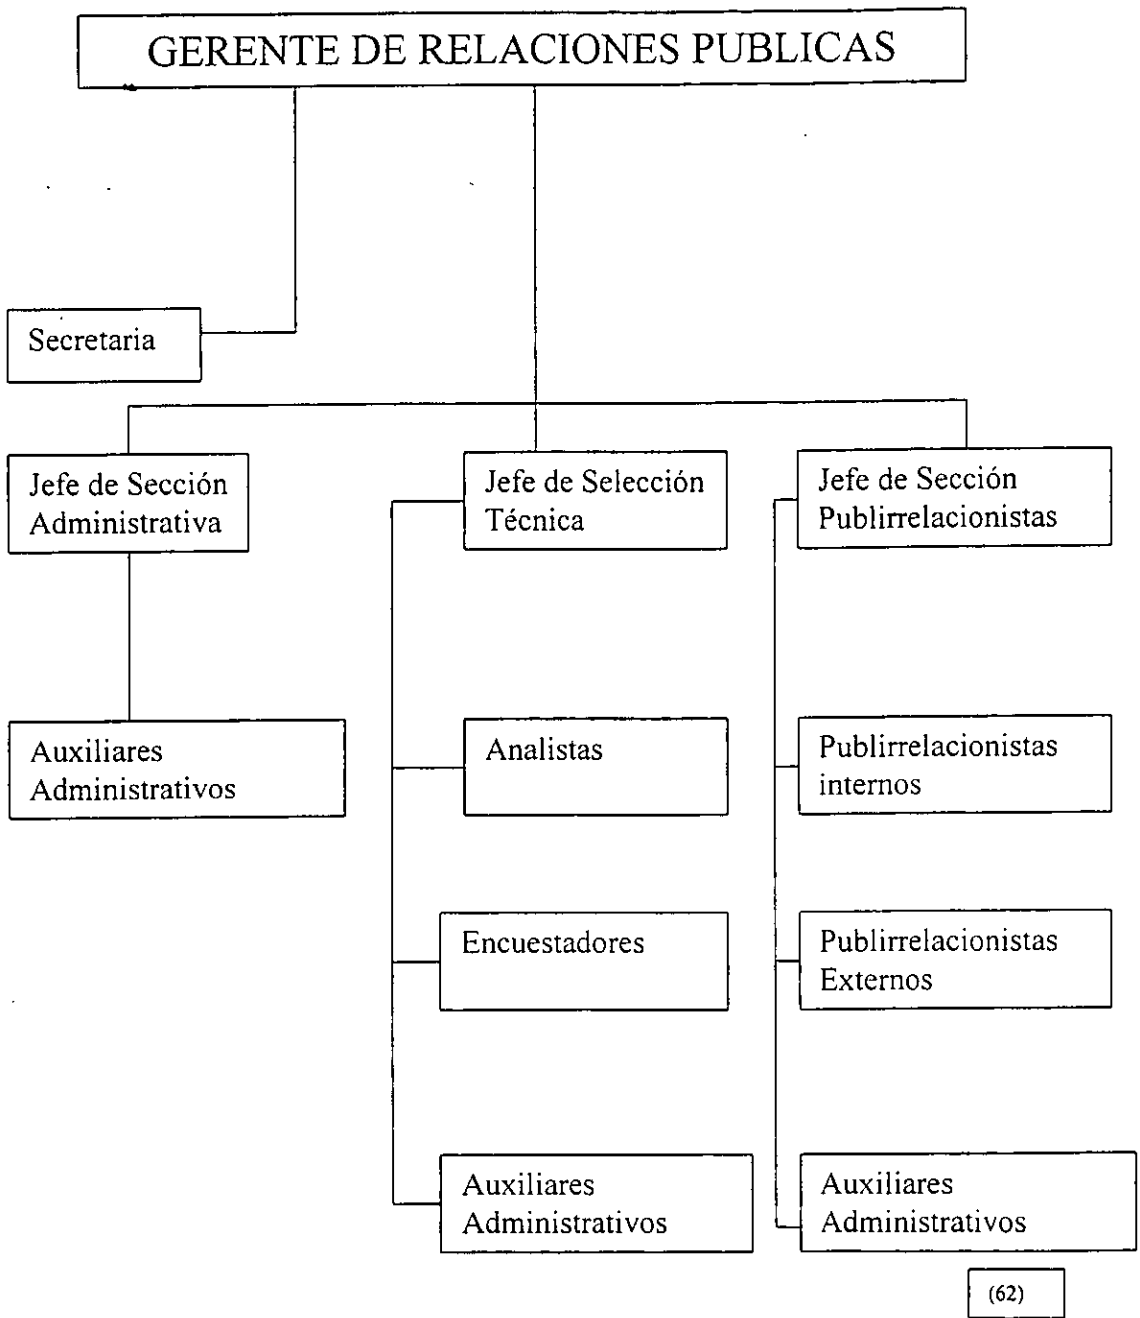 GERENTE DE RELACIONES PUBLICAS
Secretaria
Jefe de Sección
Administrativa
Jefe de Selección
Técnica
Jefe de Sección
Publirrelacionistas
Auxiliares
Administrativos
Analistas
Publirrelacionistas
internos
Encuestadores
Publirrelacionistas
Externos
Auxiliares
Administrativos
Auxiliares
Administrativos
(62)